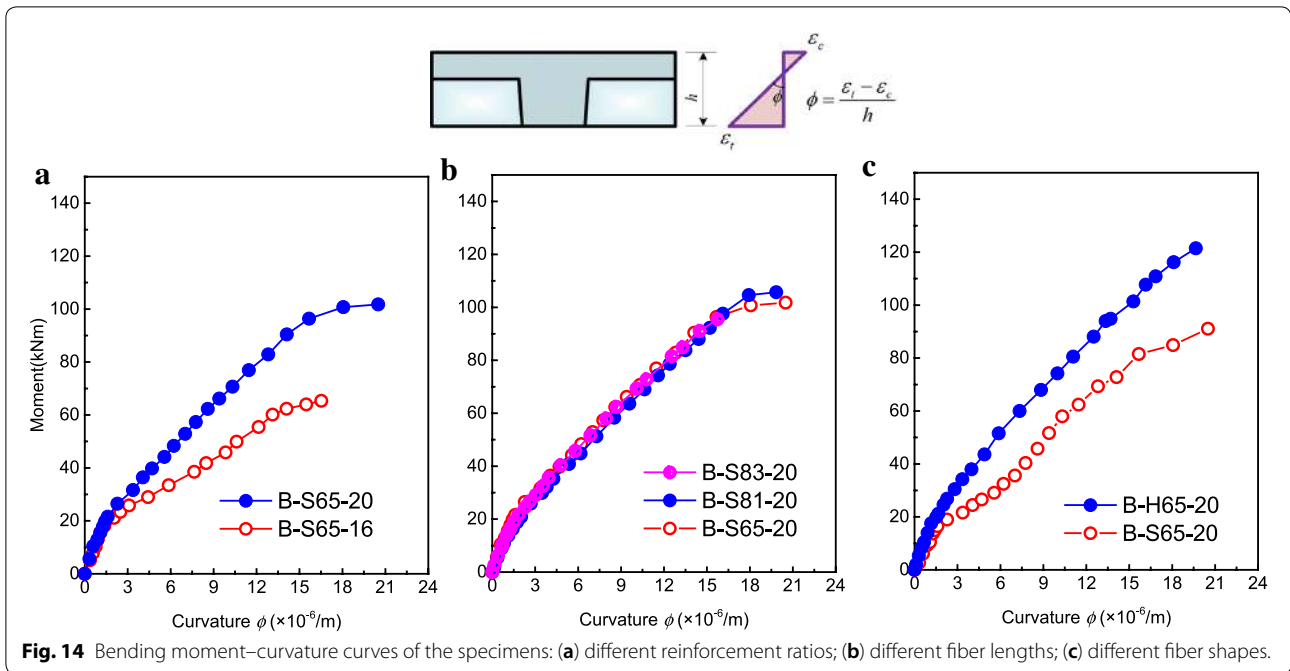 h
ε_c
ϕ
ϕ = (ε_t − ε_c) / h
ε_t
a
Moment(kNm)
140
120
100
80
60
40
20
0
B-S65-20
B-S65-16
0 3 6 9 12 15 18 21 24
Curvature ϕ (×10⁻⁶/m)
b
140
120
100
80
60
40
20
0
B-S83-20
B-S81-20
B-S65-20
0 3 6 9 12 15 18 21 24
Curvature ϕ (×10⁻⁶/m)
c
140
120
100
80
60
40
20
0
B-H65-20
B-S65-20
0 3 6 9 12 15 18 21 24
Curvature ϕ (×10⁻⁶/m)
Fig. 14 Bending moment–curvature curves of the specimens: (a) different reinforcement ratios; (b) different fiber lengths; (c) different fiber shapes.